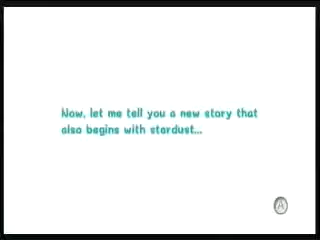 Now, let me tell you a new story that
also begins with stardust...
A